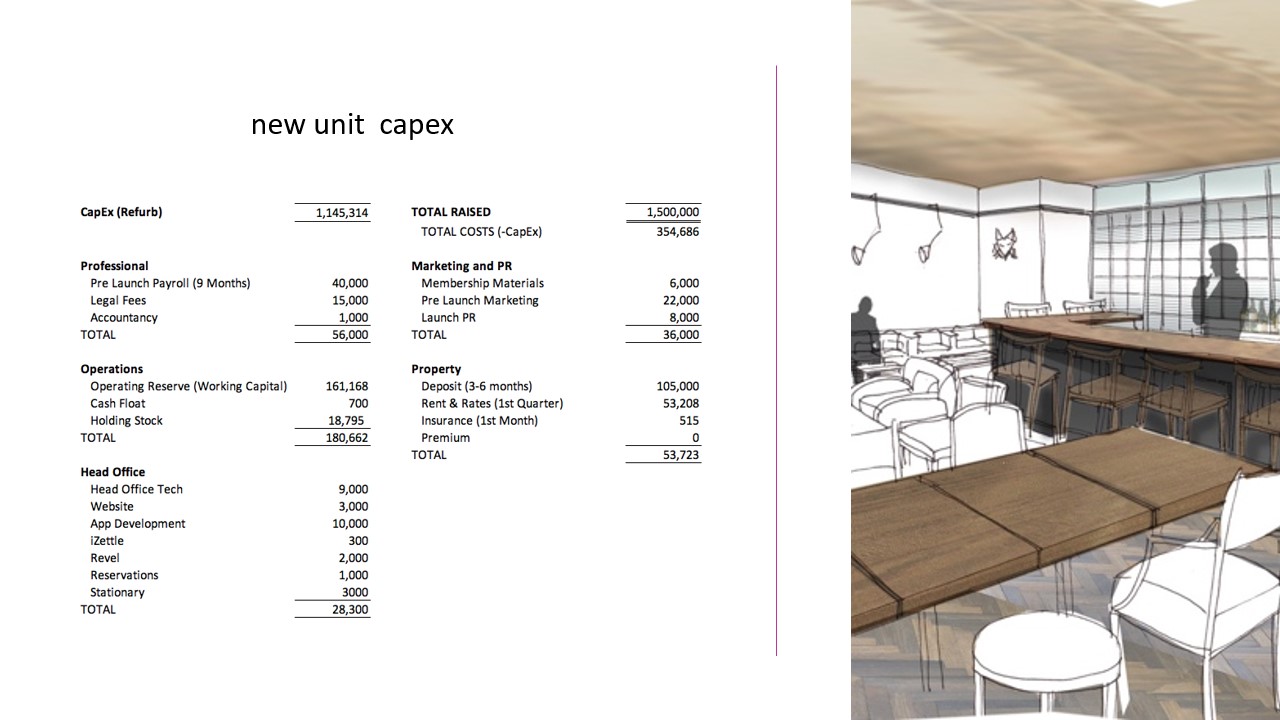 new unit  capex
CapEx (Refurb) 1,145,314
Professional
Pre Launch Payroll (9 Months) 40,000
Legal Fees 15,000
Accountancy 1,000
TOTAL 56,000
Operations
Operating Reserve (Working Capital) 161,168
Cash Float 700
Holding Stock 18,795
TOTAL 180,662
Head Office
Head Office Tech 9,000
Website 3,000
App Development 10,000
iZettle 300
Revel 2,000
Reservations 1,000
Stationary 3000
TOTAL 28,300
TOTAL RAISED 1,500,000
TOTAL COSTS (-CapEx) 354,686
Marketing and PR
Membership Materials 6,000
Pre Launch Marketing 22,000
Launch PR 8,000
TOTAL 36,000
Property
Deposit (3-6 months) 105,000
Rent & Rates (1st Quarter) 53,208
Insurance (1st Month) 515
Premium 0
TOTAL 53,723